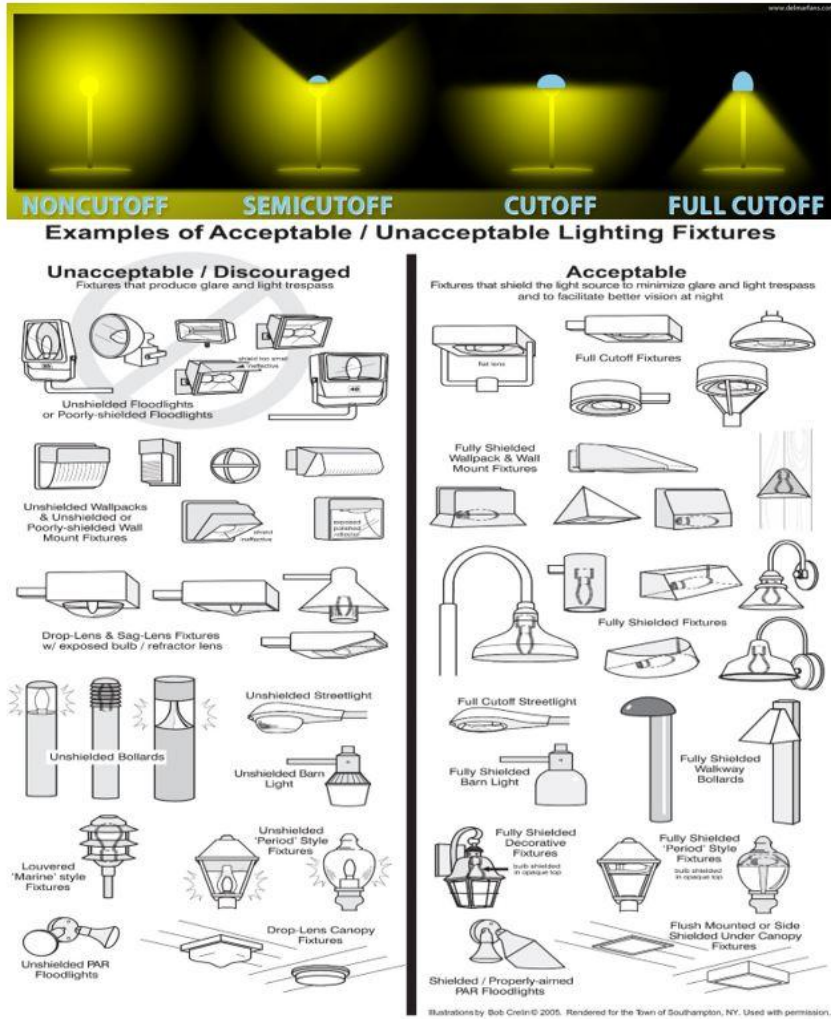 www.delmarfans.com
NONCUTOFF
SEMICUTOFF
CUTOFF
FULL CUTOFF
Examples of Acceptable / Unacceptable Lighting Fixtures
Unacceptable / Discouraged
Fixtures that produce glare and light trespass
shield too small
ineffective
Unshielded Floodlights
or Poorly-shielded Floodlights
Unshielded Wallpacks
& Unshielded or
Poorly-shielded Wall
Mount Fixtures
shield
ineffective
exposed
Drop-Lens & Sag-Lens Fixtures
w/ exposed bulb / refractor lens
Unshielded Streetlight
Unshielded Bollards
Unshielded Barn
Light
Louvered
'Marine' style
Fixtures
Unshielded
'Period' Style
Fixtures
Drop-Lens Canopy
Fixtures
Unshielded PAR
Floodlights
Acceptable
Fixtures that shield the light source to minimize glare and light trespass
and to facilitate better vision at night
flat lens
Full Cutoff Fixtures
Fully Shielded
Wallpack & Wall
Mount Fixtures
Fully Shielded Fixtures
Full Cutoff Streetlight
Fully Shielded
Barn Light
Fully Shielded
Walkway
Bollards
Fully Shielded
Decorative
Fixtures
bulb shielded
in opaque top
Fully Shielded
'Period' Style
Fixtures
bulb shielded
in opaque top
Flush Mounted or Side
Shielded Under Canopy
Fixtures
Shielded / Properly-aimed
PAR Floodlights
Illustrations by Bob Crelin © 2005. Rendered for the Town of Southampton, NY. Used with permission.